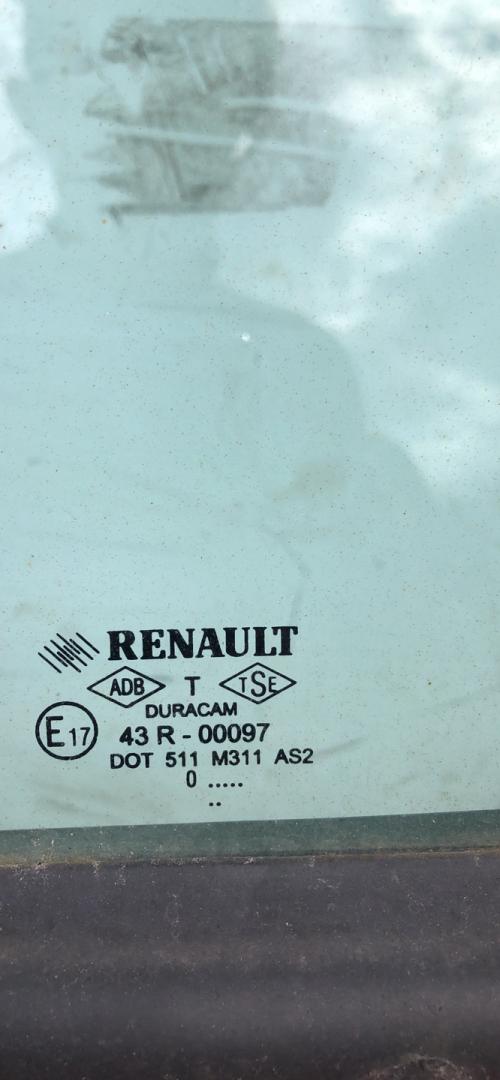 RENAULT
ADB T TSE
DURACAM
E17 43 R - 00097
DOT 511 M311 AS2
0 .....
..